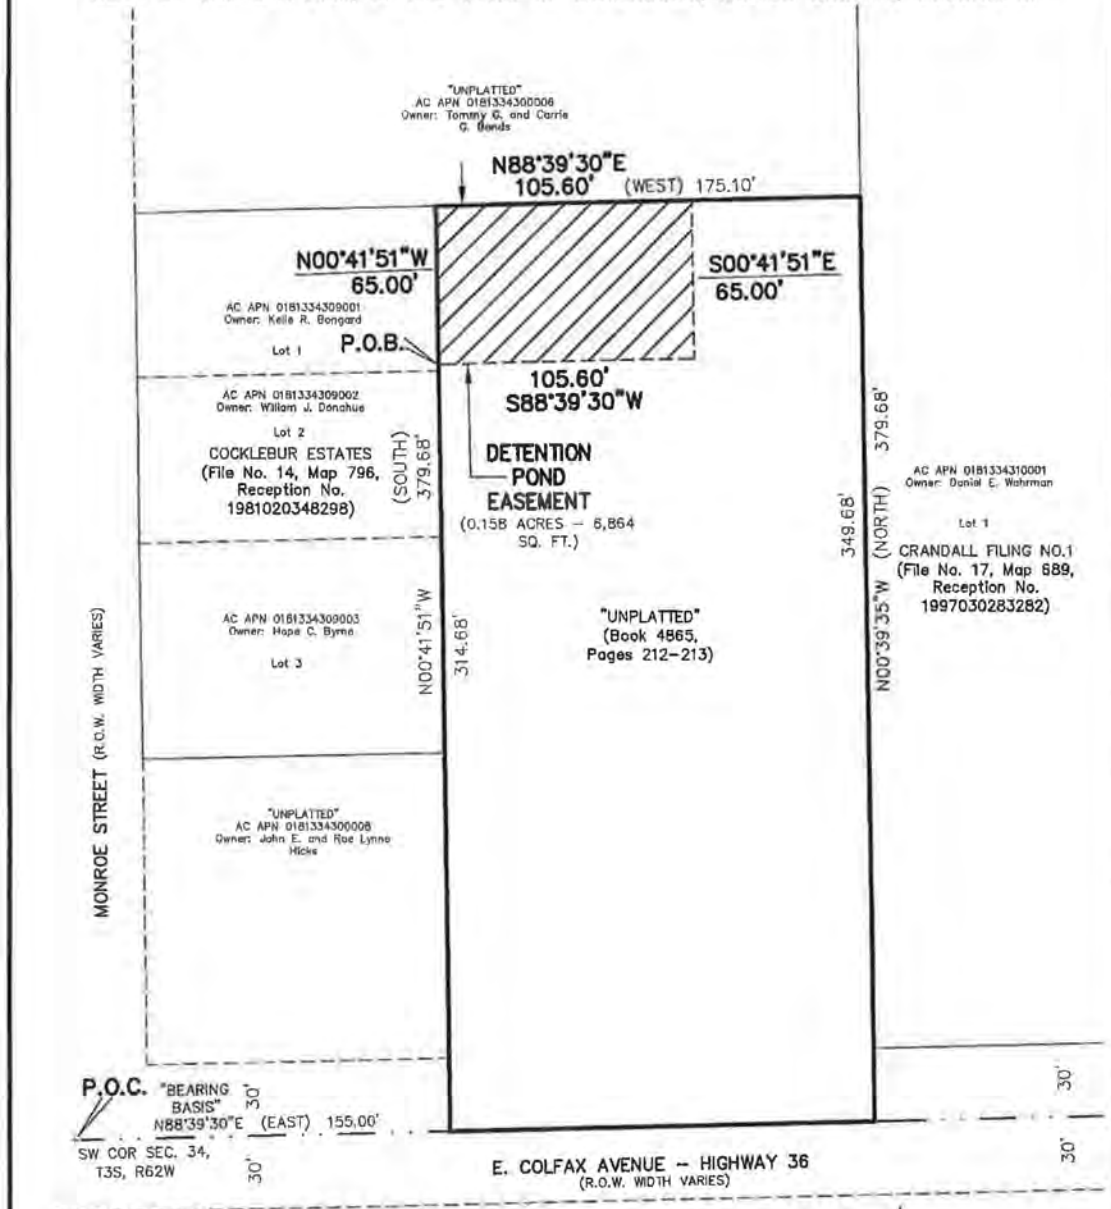 "UNPLATTED"
AC APN 0181334300006
Owner: Tommy G. and Carrie
G. Bonds
N88°39'30"E
105.60' (WEST) 175.10'
N00°41'51"W
65.00'
S00°41'51"E
65.00'
AC APN 0181334309001
Owner: Kelle R. Bongard
Lot 1
P.O.B.
105.60'
S88°39'30"W
AC APN 0181334309002
Owner: William J. Donahue
Lot 2
COCKLEBUR ESTATES
(File No. 14, Map 796,
Reception No.
1981020348298)
(SOUTH)
379.68'
DETENTION
POND
EASEMENT
(0.158 ACRES – 6,864
SQ. FT.)
349.68'
N00°39'35"W (NORTH) 379.68'
AC APN 0181334310001
Owner: Daniel E. Wahrman
Lot 1
CRANDALL FILING NO.1
(File No. 17, Map 689,
Reception No.
1997030283282)
AC APN 0181334309003
Owner: Hope C. Byrne
Lot 3
N00°41'51"W
314.68'
"UNPLATTED"
(Book 4865,
Pages 212–213)
MONROE STREET (R.O.W. WIDTH VARIES)
"UNPLATTED"
AC APN 0181334300008
Owner: John E. and Rae Lynne
Hicks
P.O.C.
"BEARING
BASIS"
N88°39'30"E (EAST) 155.00'
30'
30'
SW COR SEC. 34,
T3S, R62W
E. COLFAX AVENUE – HIGHWAY 36
(R.O.W. WIDTH VARIES)
30'
30'